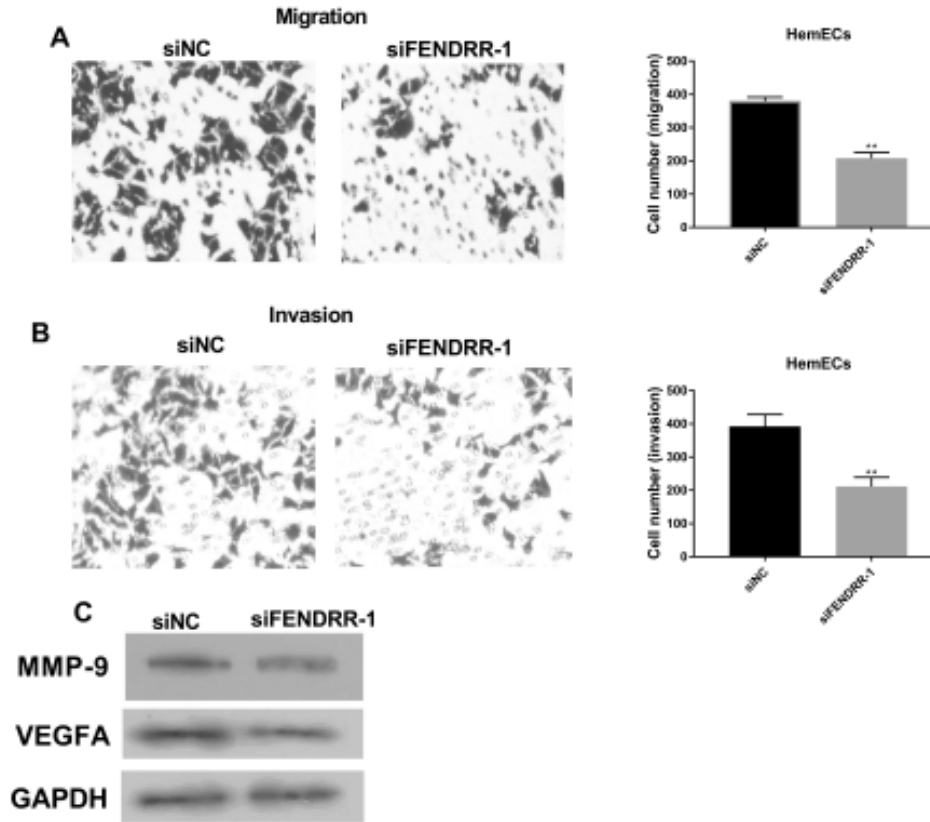 Migration
A
siNC
siFENDRR-1
HemECs
Cell number (migration)
500
400
300
200
100
0
**
siNC
siFENDRR-1
Invasion
B
siNC
siFENDRR-1
HemECs
Cell number (invasion)
500
400
300
200
100
0
**
siNC
siFENDRR-1
C
siNC
siFENDRR-1
MMP-9
VEGFA
GAPDH